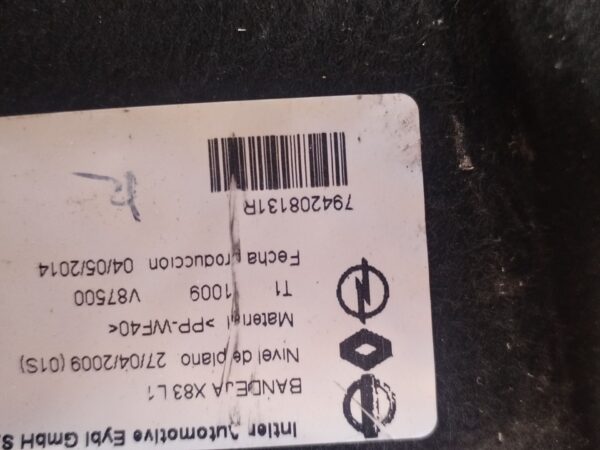 Intier Automotive Eybl GmbH S
BANDEJA X83 L1
Nivel de plano 27/04/2009 (01S)
Material >PP-WF40<
T1 1009 V87500
Fecha produccion 04/05/2014
794208131R